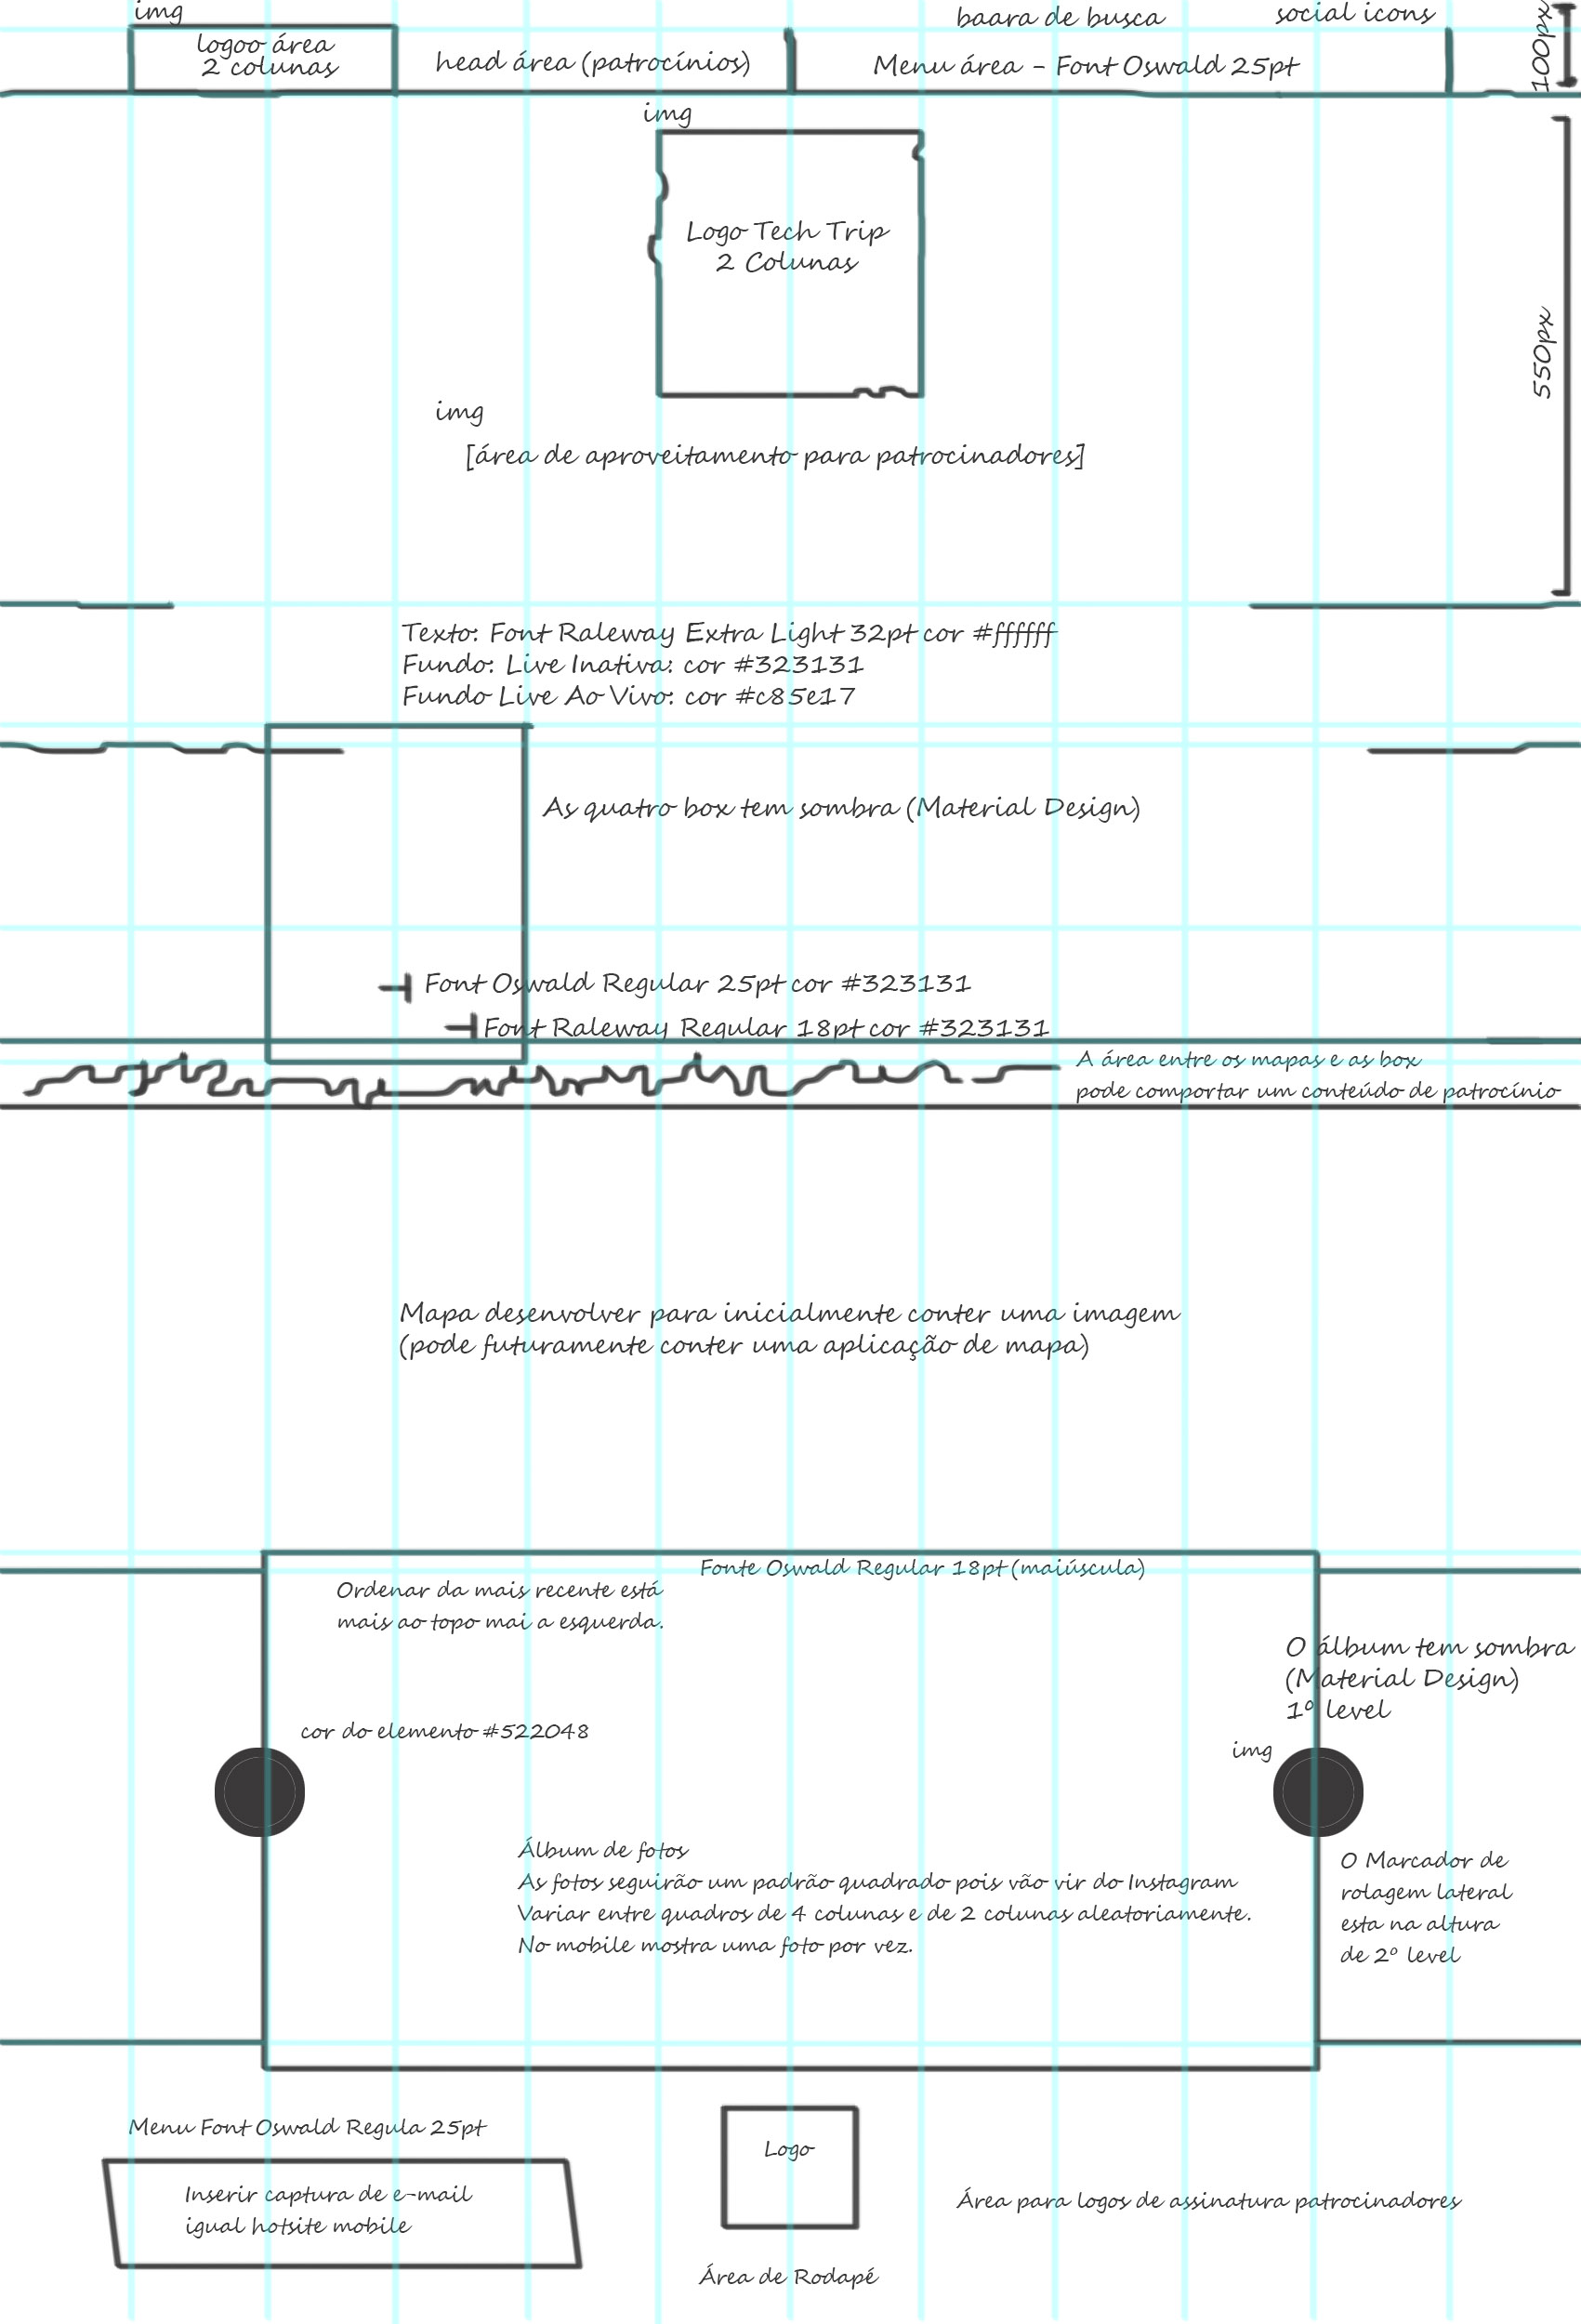 img
logoo área
2 colunas
head área (patrocínios)
baara de busca
social icons
Menu área - Font Oswald 25pt
100px
img
Logo Tech Trip
2 Colunas
550px
img
[área de aproveitamento para patrocinadores]
Texto: Font Raleway Extra Light 32pt cor #ffffff
Fundo: Live Inativa: cor #323131
Fundo Live Ao Vivo: cor #c85e17
As quatro box tem sombra (Material Design)
Font Oswald Regular 25pt cor #323131
Font Raleway Regular 18pt cor #323131
A área entre os mapas e as box
pode comportar um conteúdo de patrocínio
Mapa desenvolver para inicialmente conter uma imagem
(pode futuramente conter uma aplicação de mapa)
Fonte Oswald Regular 18pt (maiúscula)
Ordenar da mais recente está
mais ao topo mai a esquerda.
O álbum tem sombra
(Material Design)
1º level
cor do elemento #522048
img
Álbum de fotos
As fotos seguirão um padrão quadrado pois vão vir do Instagram
Variar entre quadros de 4 colunas e de 2 colunas aleatoriamente.
No mobile mostra uma foto por vez.
O Marcador de
rolagem lateral
esta na altura
de 2º level
Menu Font Oswald Regula 25pt
Inserir captura de e-mail
igual hotsite mobile
Logo
Área para logos de assinatura patrocinadores
Área de Rodapé